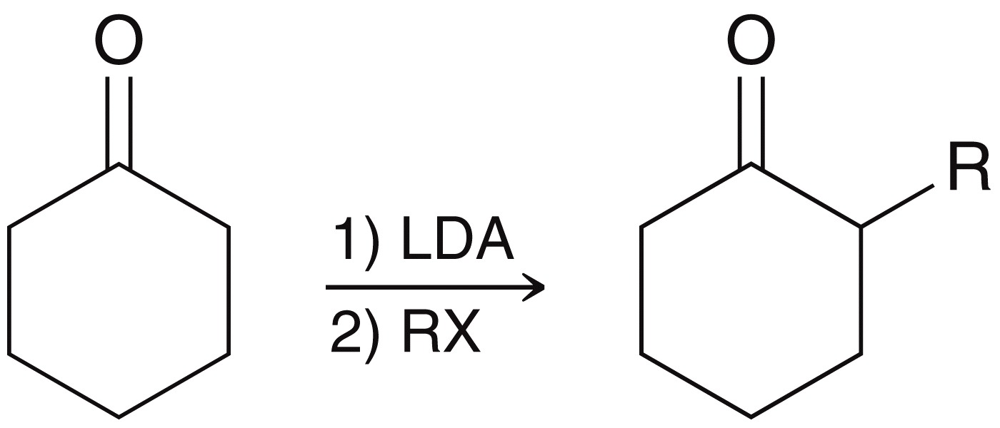 O
O
R
1) LDA
2) RX